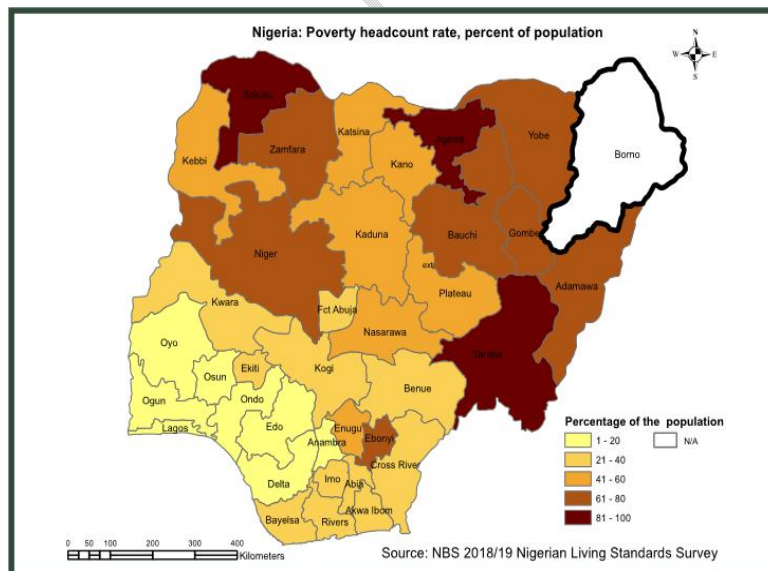 Nigeria: Poverty headcount rate, percent of population
N
W E
S
Sokoto
Katsina
Jigawa
Yobe
Borno
Zamfara
Kebbi
Kano
Kaduna
Bauchi
Gombe
Niger
ext
Adamawa
Plateau
Kwara
Fct Abuja
Nasarawa
Taraba
Oyo
Kogi
Ekiti
Osun
Benue
Ogun
Ondo
Lagos
Edo
Enugu
Anambra
Ebonyi
Cross River
Delta
Imo
Abia
Akwa Ibom
Bayelsa
Rivers
Percentage of the population
1 - 20
N/A
21 - 40
41 - 60
61 - 80
81 - 100
0 50 100 200 300 400
Kilometers
Source: NBS 2018/19 Nigerian Living Standards Survey